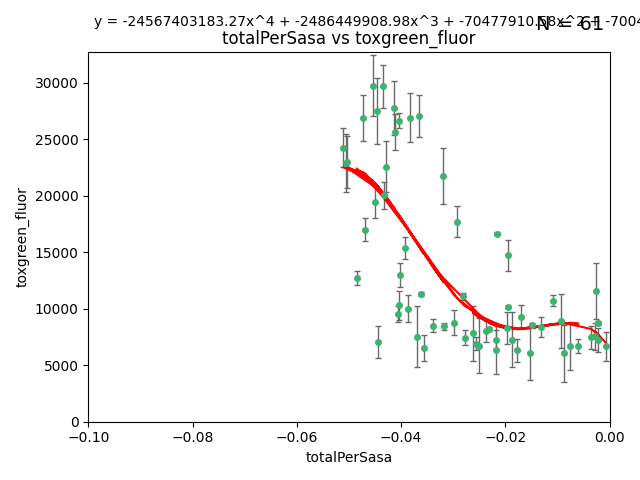 y = -24567403183.27x^4 + -2486449908.98x^3 + -70477910.58x^2 + -7004
N = 61
totalPerSasa vs toxgreen_fluor
30000
25000
20000
15000
10000
5000
0
toxgreen_fluor
−0.10 −0.08 −0.06 −0.04 −0.02 0.00
totalPerSasa